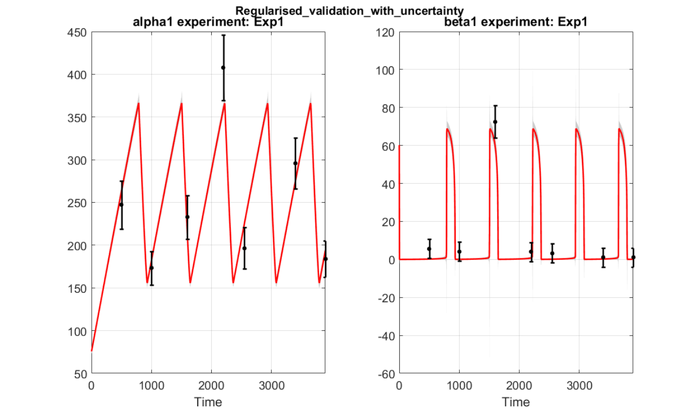 Regularised_validation_with_uncertainty
alpha1 experiment: Exp1
450
400
350
300
250
200
150
100
50
0 1000 2000 3000
Time
beta1 experiment: Exp1
120
100
80
60
40
20
0
-20
-40
-60
0 1000 2000 3000
Time